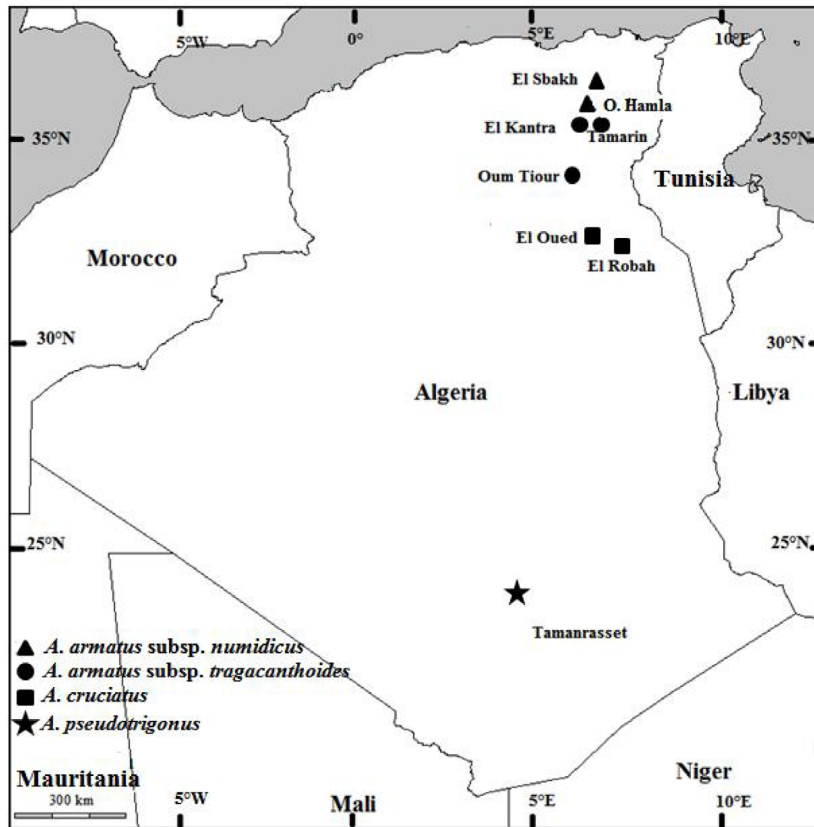 5°W 0° 5°E 10°E
El Sbakh
O. Hamla
El Kantra
Tamarin
35°N 35°N
Oum Tiour
Tunisia
El Oued
El Robah
Morocco
30°N 30°N
Algeria
Libya
25°N 25°N
Tamanrasset
A. armatus subsp. numidicus
A. armatus subsp. tragacanthoides
A. cruciatus
A. pseudotrigonus
Mauritania
300 km
5°W
Mali
5°E
Niger
10°E